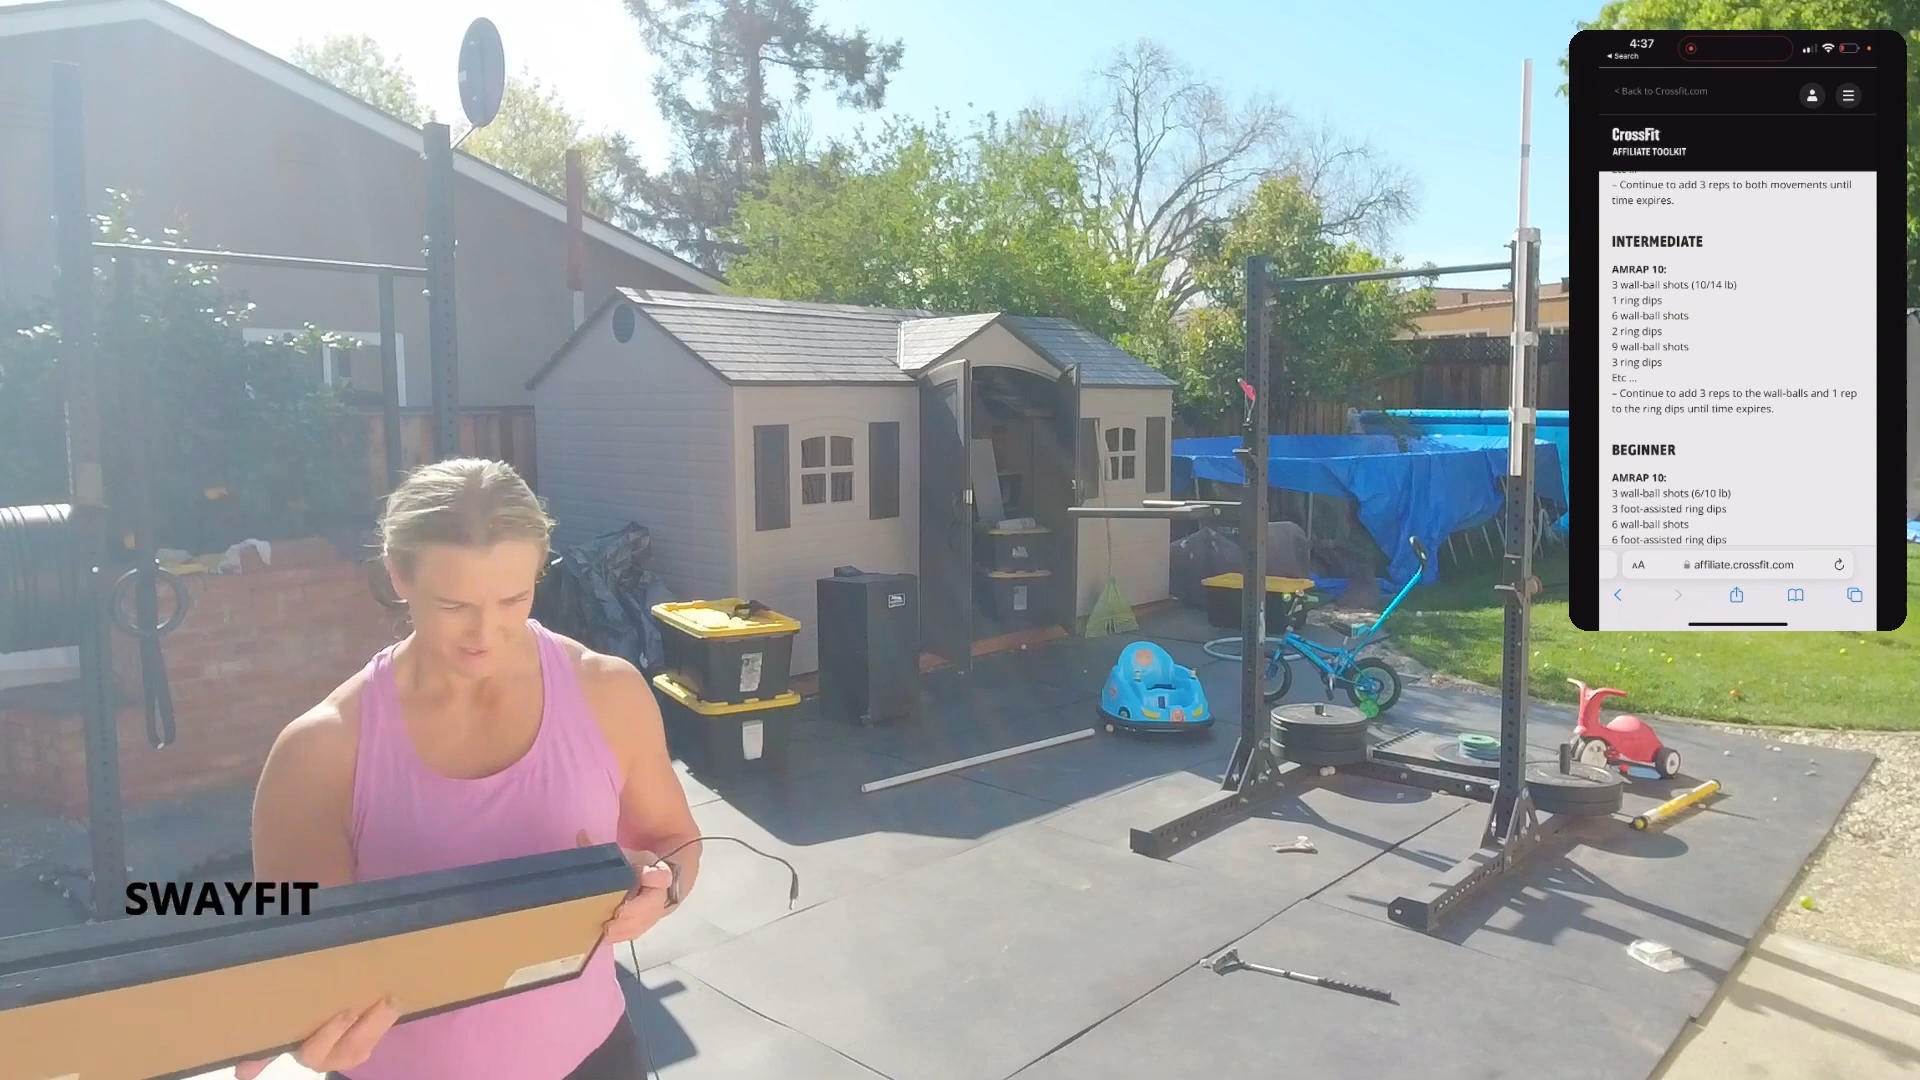 SWAYFIT
4:37
◂ Search
< Back to Crossfit.com
CrossFit
AFFILIATE TOOLKIT
Etc ...
– Continue to add 3 reps to both movements until
time expires.
INTERMEDIATE
AMRAP 10:
3 wall-ball shots (10/14 lb)
1 ring dips
6 wall-ball shots
2 ring dips
9 wall-ball shots
3 ring dips
Etc ...
– Continue to add 3 reps to the wall-balls and 1 rep
to the ring dips until time expires.
BEGINNER
AMRAP 10:
3 wall-ball shots (6/10 lb)
3 foot-assisted ring dips
6 wall-ball shots
6 foot-assisted ring dips
AA affiliate.crossfit.com